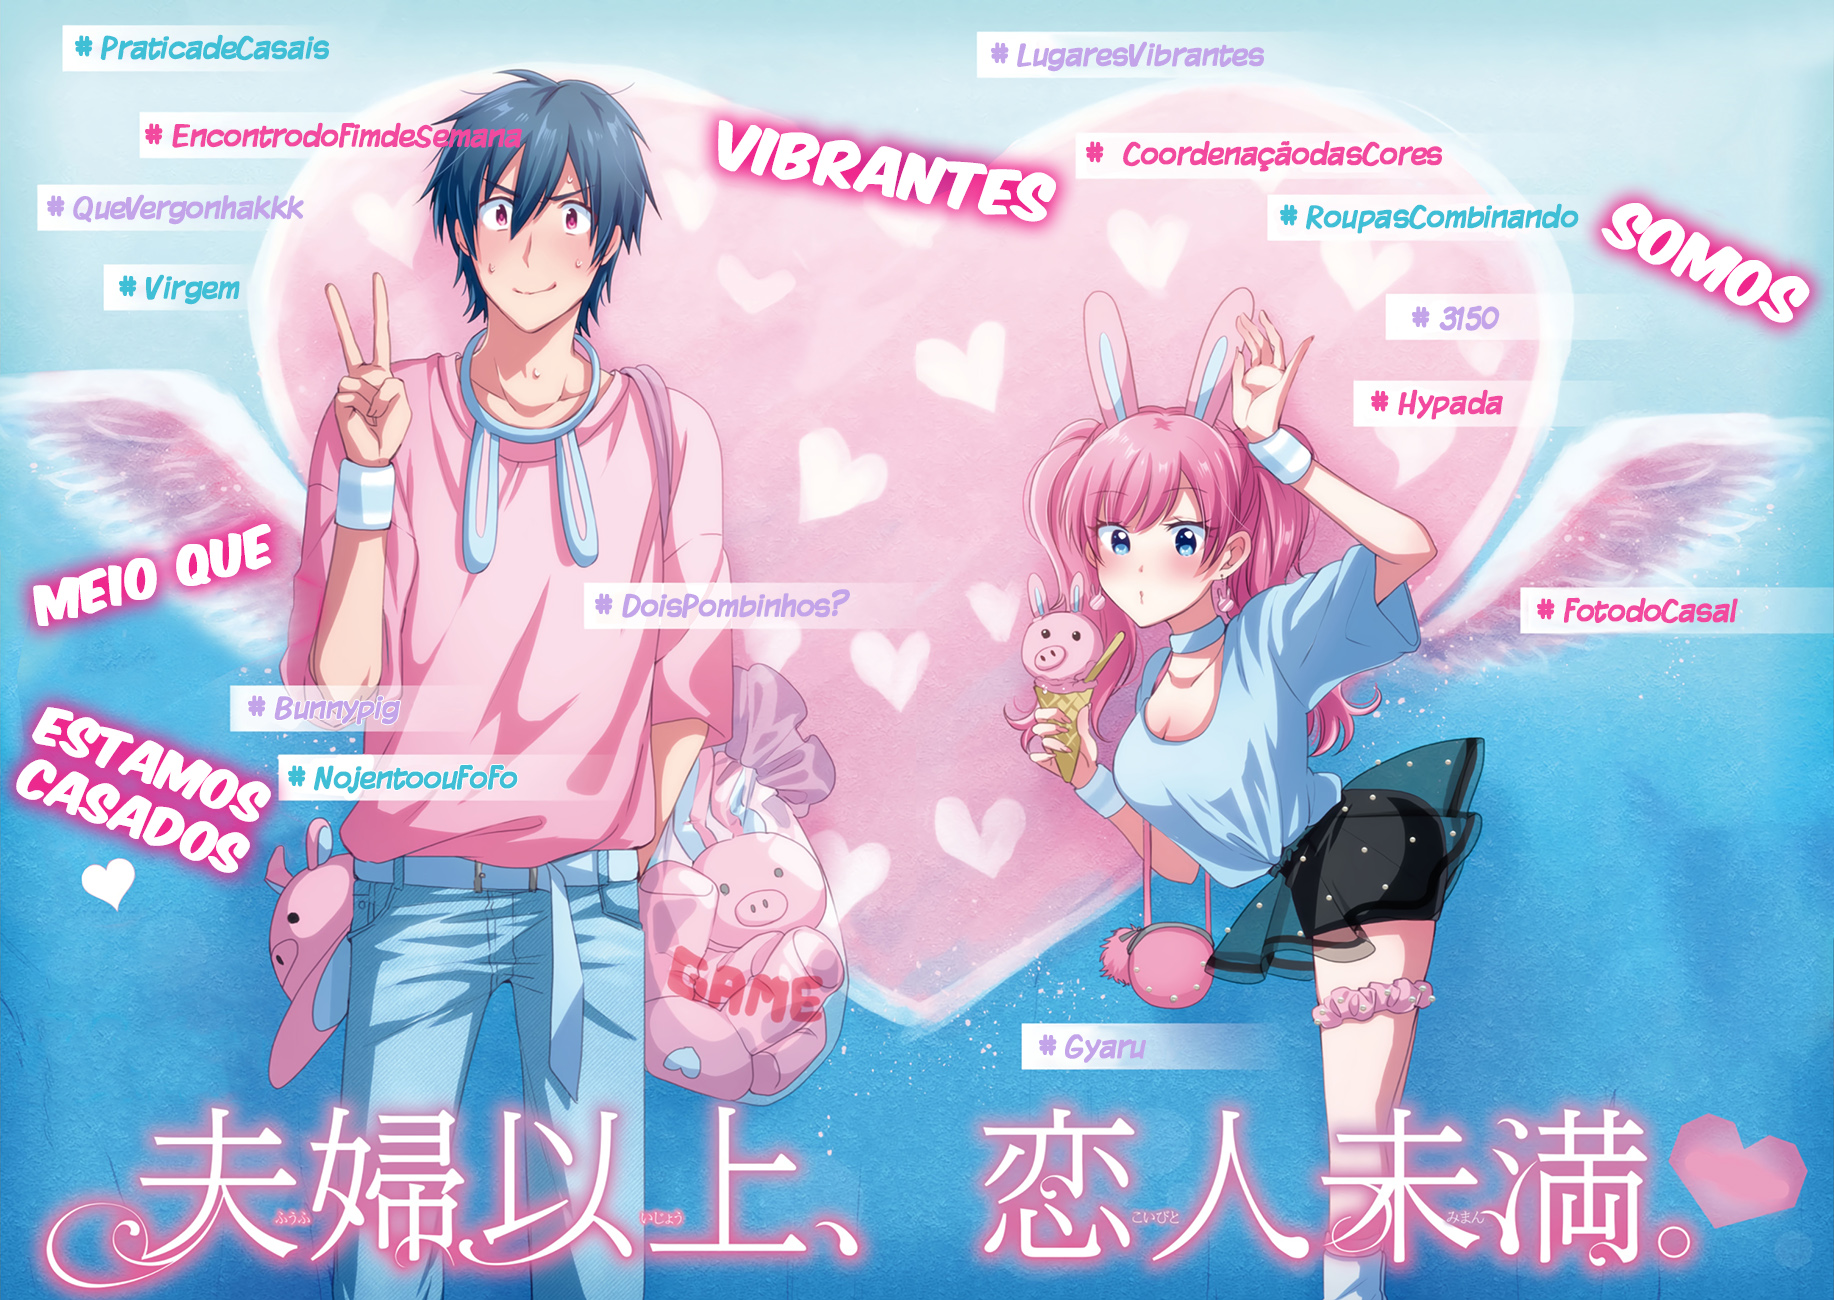 # PraticadeCasais
# EncontrodoFimdeSemana
# QueVergonhakkk
# Virgem
MEIO QUE
ESTAMOS
CASADOS
# DoisPombinhos?
# Bunnypig
# NojentoouFoFo
GAME
VIBRANTES
# LugaresVibrantes
# CoordenaçãodasCores
# RoupasCombinando
SOMOS
# 3150
# Hypada
# FotodoCasal
# Gyaru
夫婦以上、恋人未満。
ふうふ いじょう こいびと みまん